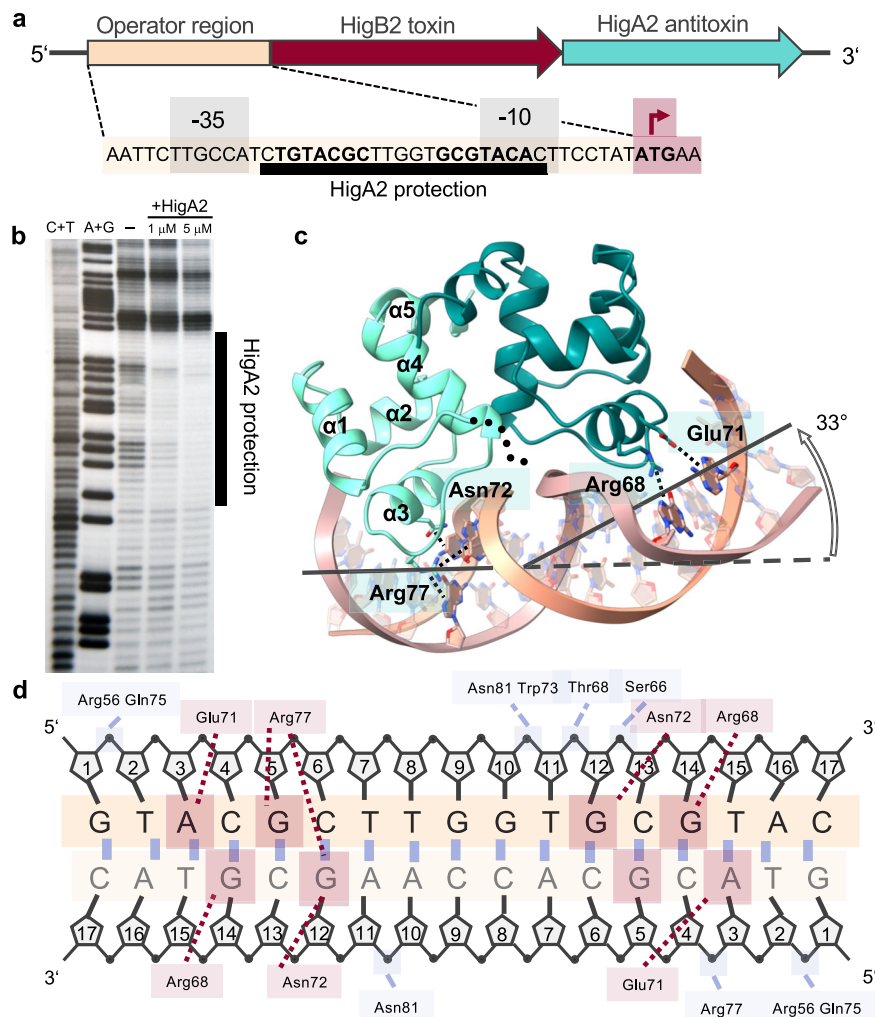 a
Operator region HigB2 toxin HigA2 antitoxin
5‘ 3‘
-35 -10
AATTCTTGCCATCTGTACGCTTGGTGCGTACACTTCCTATATGAA
HigA2 protection
b
+HigA2
C+T A+G – 1 μM 5 μM
HigA2 protection
c
α5
α4
α1 α2
α3
Asn72
Arg77
Arg68
Glu71
33°
d
Arg56 Gln75 Glu71 Arg77 Asn81 Trp73 Thr68 Ser66 Asn72 Arg68
5‘ 3‘
1 2 3 4 5 6 7 8 9 10 11 12 13 14 15 16 17
G T A C G C T T G G T G C G T A C
C A T G C G A A C C A C G C A T G
17 16 15 14 13 12 11 10 9 8 7 6 5 4 3 2 1
3‘ 5‘
Arg68 Asn72 Asn81 Glu71 Arg77 Arg56 Gln75